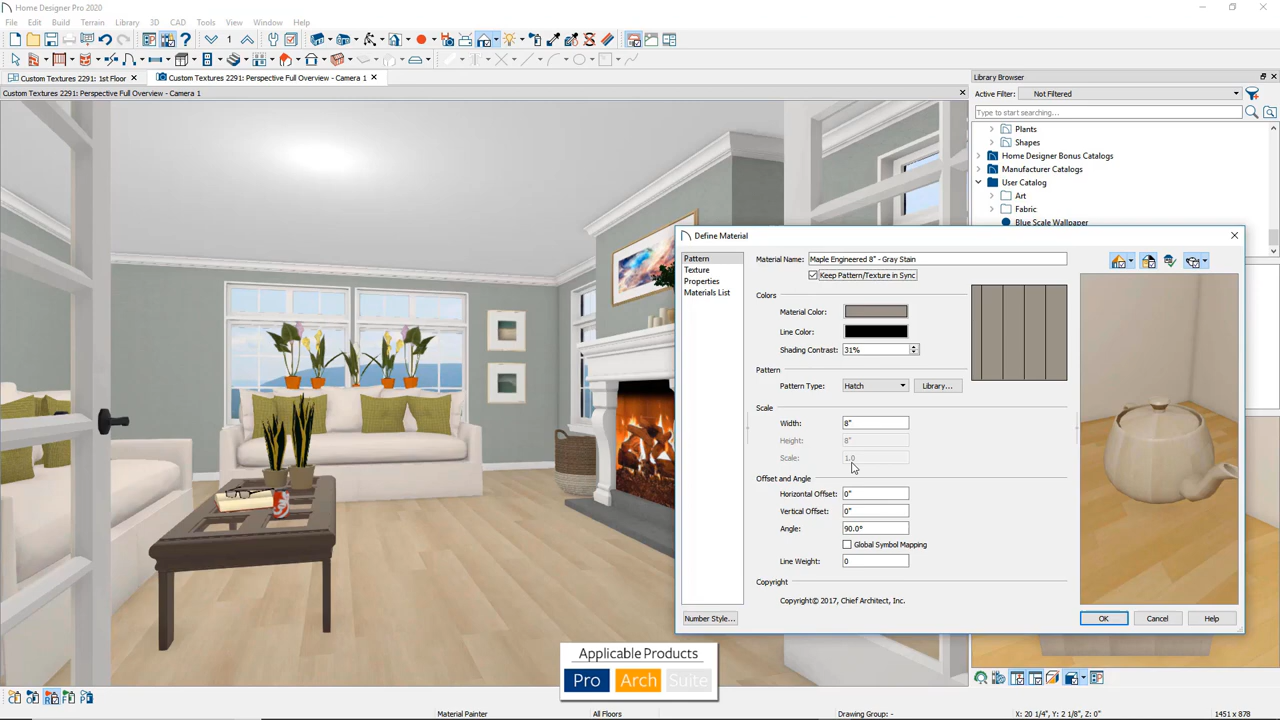 Home Designer Pro 2020
File Edit Build Terrain Library 3D CAD Tools View Window Help
1
Custom Textures 2291: 1st Floor
Custom Textures 2291: Perspective Full Overview - Camera 1
Custom Textures 2291: Perspective Full Overview - Camera 1
Library Browser
Active Filter: Not Filtered
Type to start searching...
Plants
Shapes
Home Designer Bonus Catalogs
Manufacturer Catalogs
User Catalog
Art
Fabric
Blue Scale Wallpaper
Define Material
Pattern
Texture
Properties
Materials List
Material Name: Maple Engineered 8" - Gray Stain
Keep Pattern/Texture in Sync
Colors
Material Color:
Line Color:
Shading Contrast: 31%
Pattern
Pattern Type: Hatch Library...
Scale
Width: 8"
Height: 8"
Scale: 1.0
Offset and Angle
Horizontal Offset: 0"
Vertical Offset: 0"
Angle: 90.0°
Global Symbol Mapping
Line Weight: 0
Copyright
Copyright© 2017, Chief Architect, Inc.
Number Style... OK Cancel Help
Applicable Products
Pro Arch Suite
Material Painter All Floors Drawing Group: - X: 20 1/4", Y: 2 1/8", Z: 0" 1451 x 878